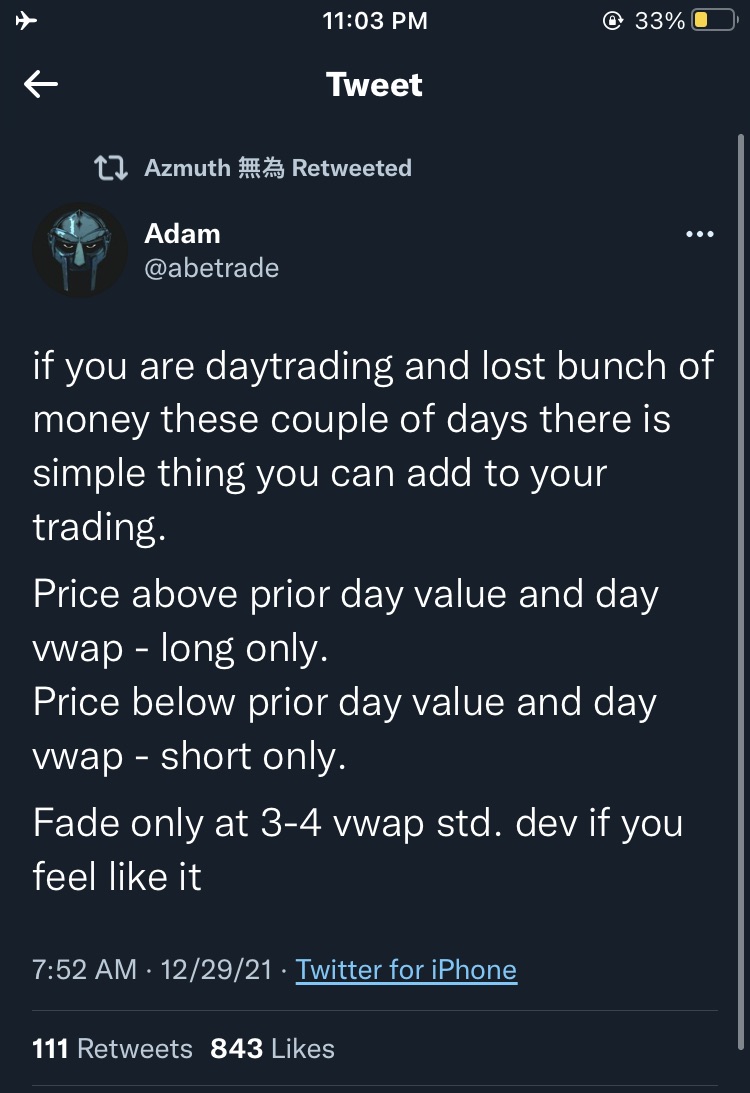 11:03 PM
33%
Tweet
Azmuth 無為 Retweeted
Adam
@abetrade
if you are daytrading and lost bunch of
money these couple of days there is
simple thing you can add to your
trading.
Price above prior day value and day
vwap - long only.
Price below prior day value and day
vwap - short only.
Fade only at 3-4 vwap std. dev if you
feel like it
7:52 AM · 12/29/21 · Twitter for iPhone
111 Retweets 843 Likes